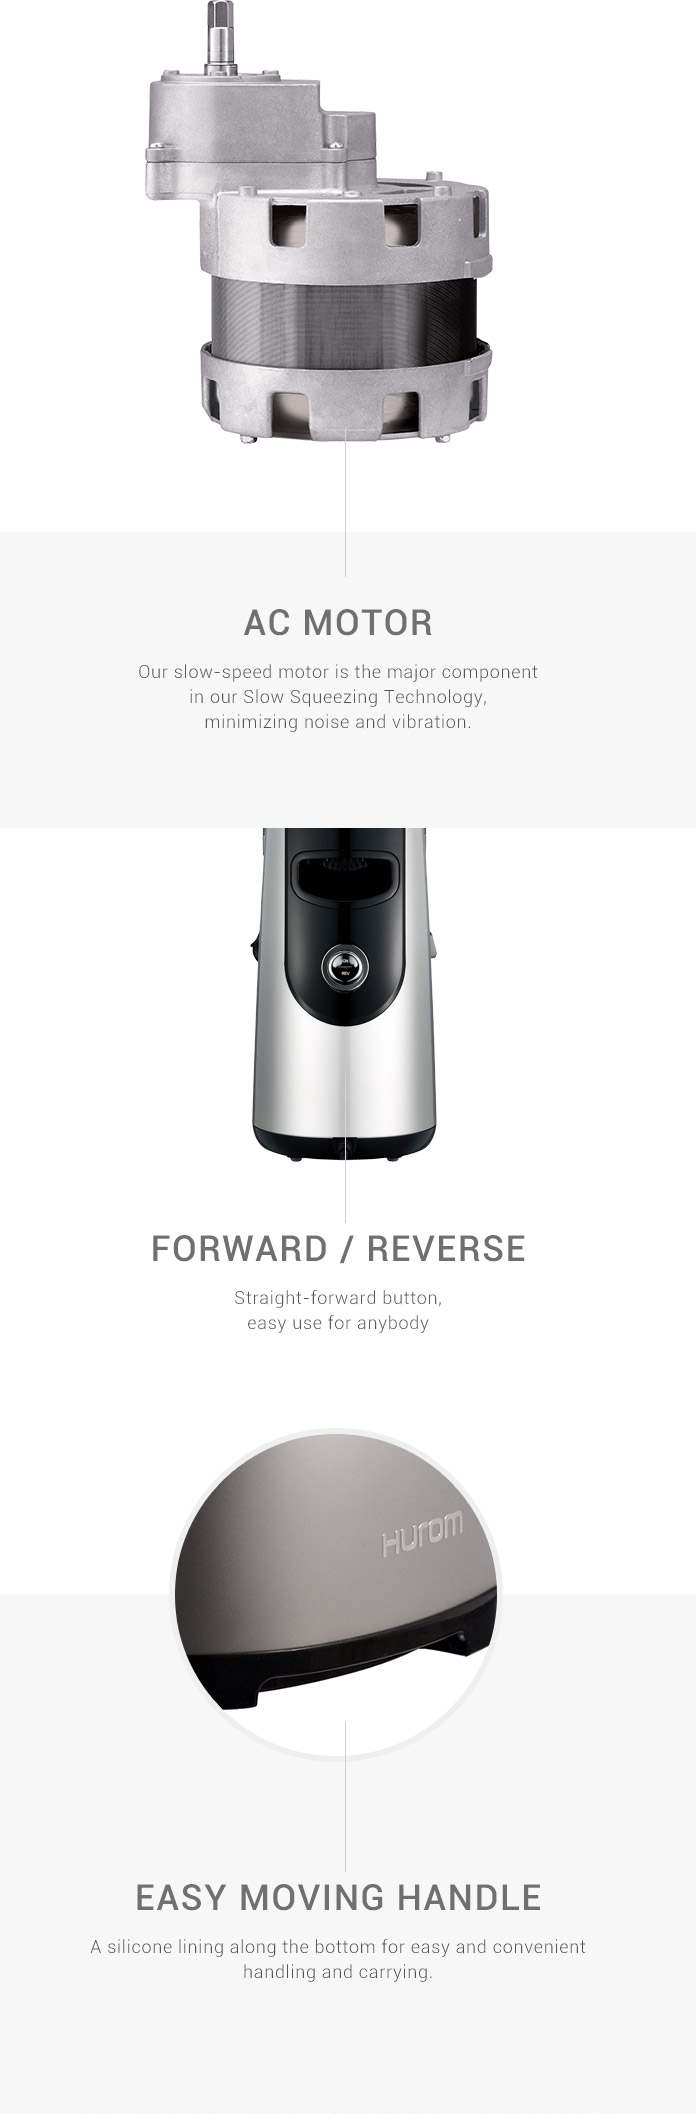 AC MOTOR
Our slow-speed motor is the major component
in our Slow Squeezing Technology,
minimizing noise and vibration.
ON
REV
FORWARD / REVERSE
Straight-forward button,
easy use for anybody
Hurom
EASY MOVING HANDLE
A silicone lining along the bottom for easy and convenient
handling and carrying.